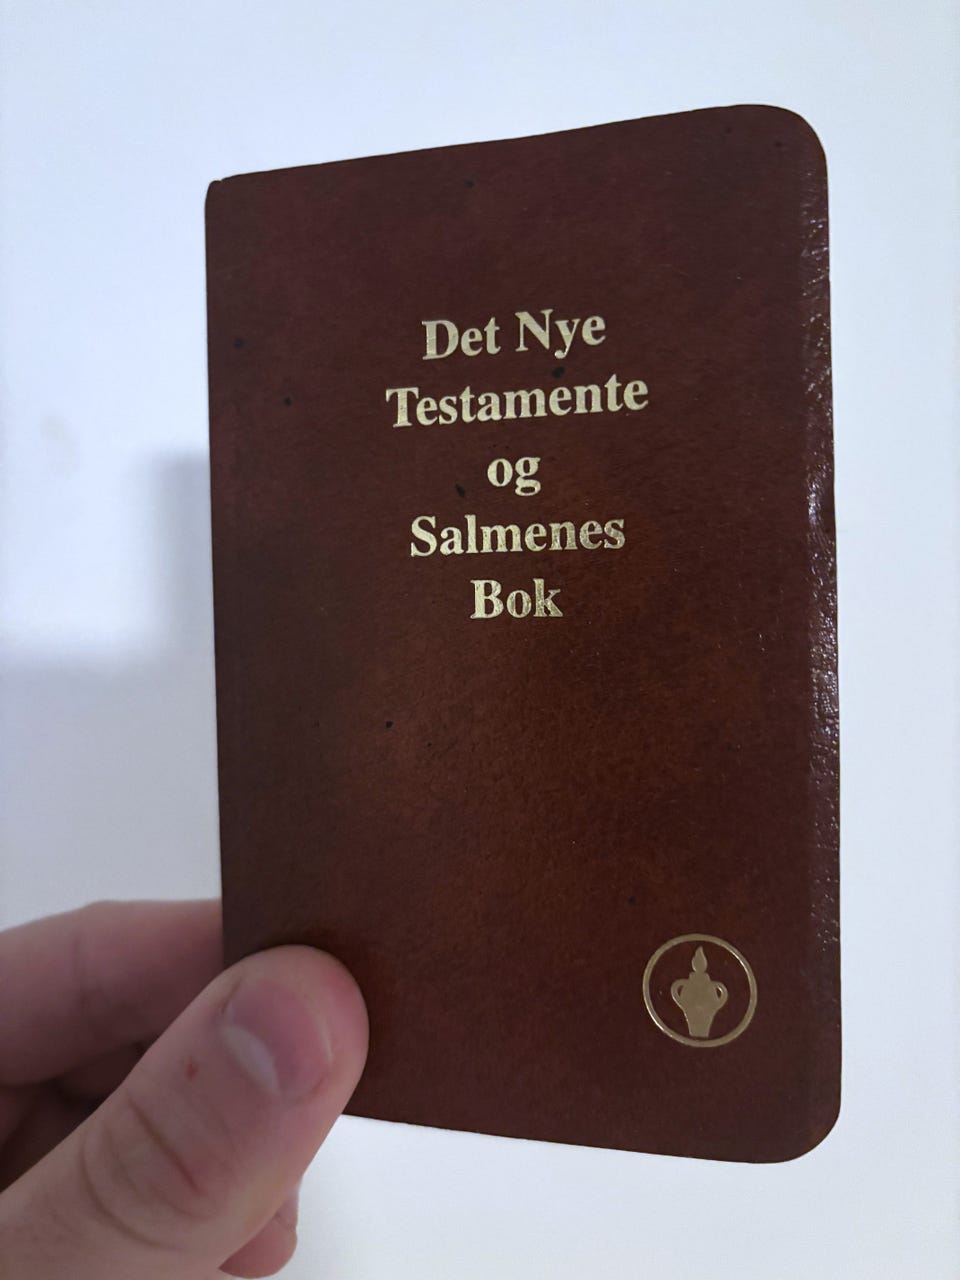 Det Nye
Testamente
og
Salmenes
Bok